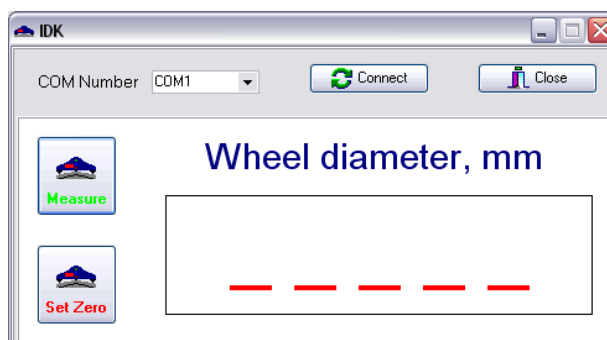 IDK
COM Number COM1 Connect Close
Wheel diameter, mm
Measure
_ _ _ _ _
Set Zero